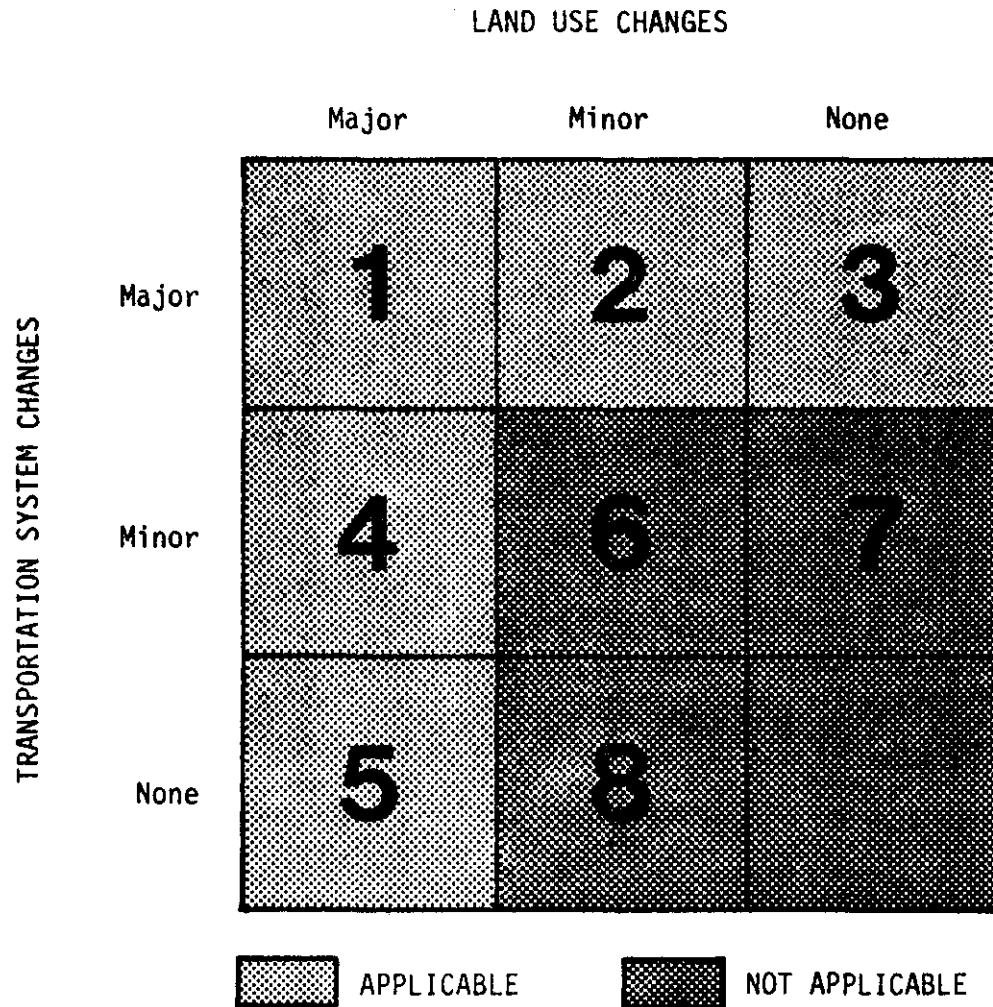 LAND USE CHANGES
Major Minor None
TRANSPORTATION SYSTEM CHANGES
Major 1 2 3
Minor 4 6 7
None 5 8
APPLICABLE NOT APPLICABLE